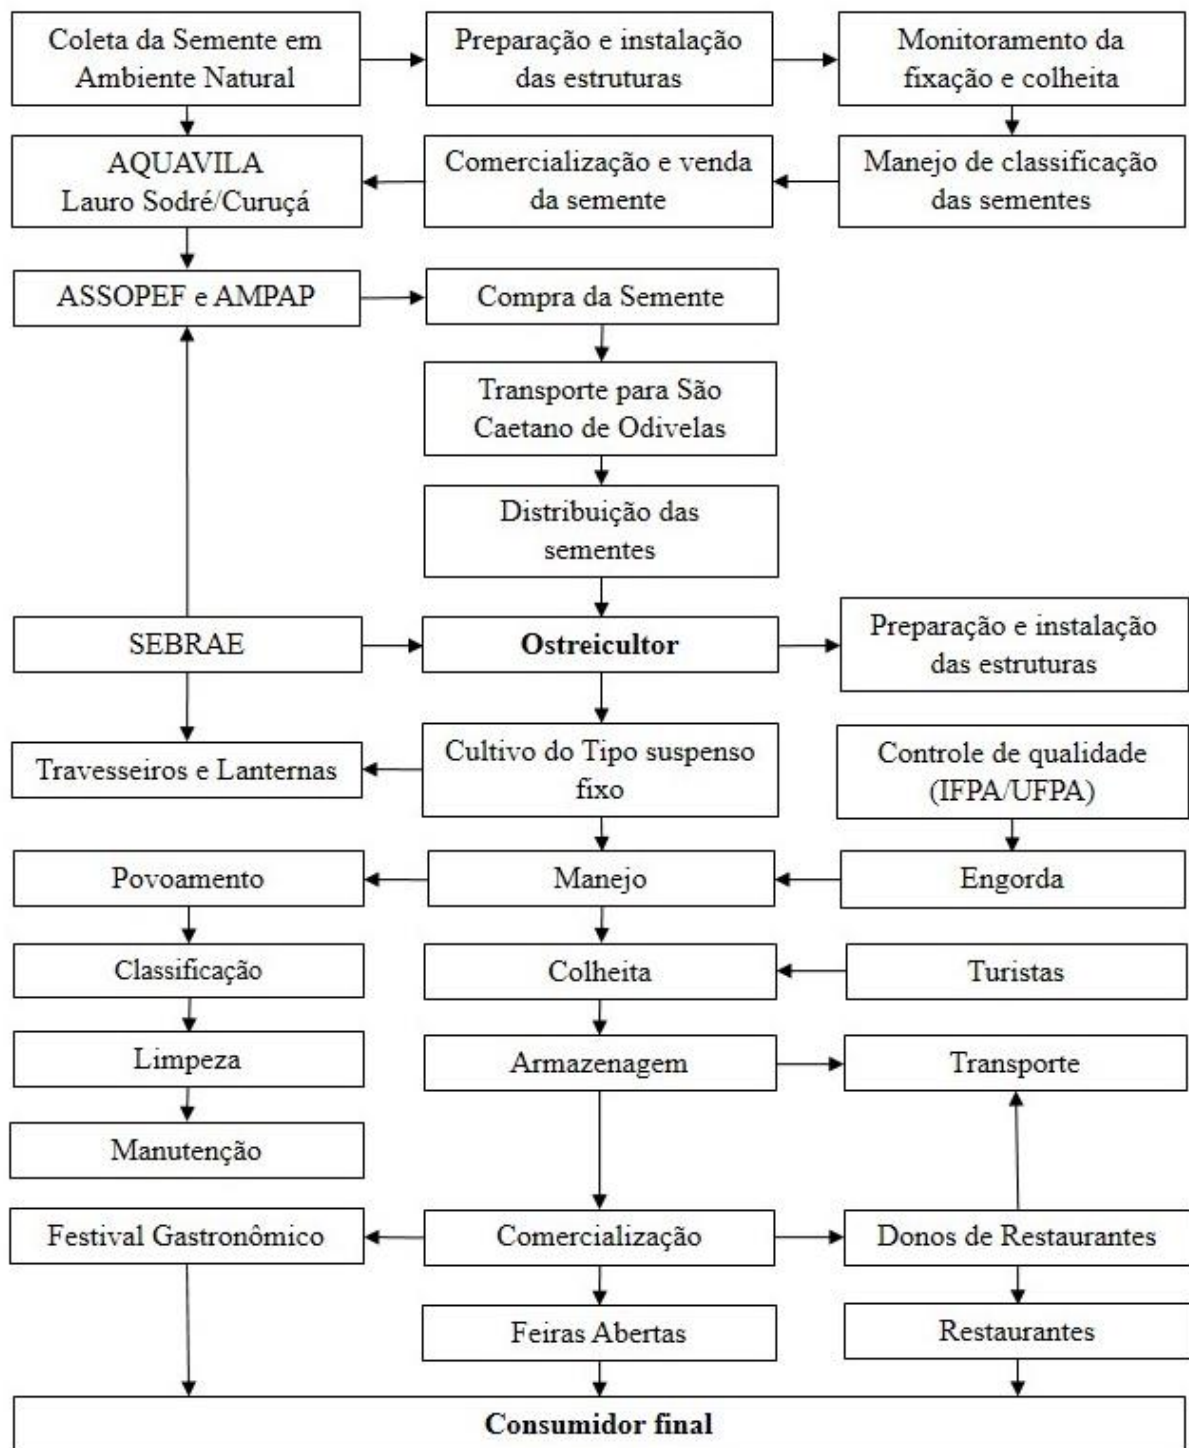 Coleta da Semente em
Ambiente Natural
Preparação e instalação
das estruturas
Monitoramento da
fixação e colheita
AQUAVILA
Lauro Sodré/Curuçá
Comercialização e venda
da semente
Manejo de classificação
das sementes
ASSOPEF e AMPAP
Compra da Semente
Transporte para São
Caetano de Odivelas
Distribuição das
sementes
SEBRAE
Ostreicultor
Preparação e instalação
das estruturas
Travesseiros e Lanternas
Cultivo do Tipo suspenso
fixo
Controle de qualidade
(IFPA/UFPA)
Povoamento
Manejo
Engorda
Classificação
Colheita
Turistas
Limpeza
Armazenagem
Transporte
Manutenção
Festival Gastronômico
Comercialização
Donos de Restaurantes
Feiras Abertas
Restaurantes
Consumidor final